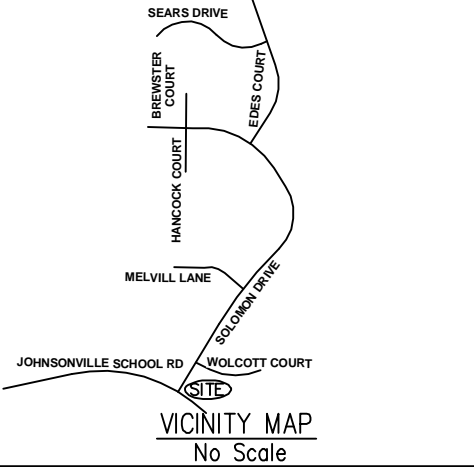 SEARS DRIVE
BREWSTER
COURT
EDES COURT
HANCOCK COURT
MELVILL LANE
SOLOMON DRIVE
JOHNSONVILLE SCHOOL RD
WOLCOTT COURT
SITE
VICINITY MAP
No Scale